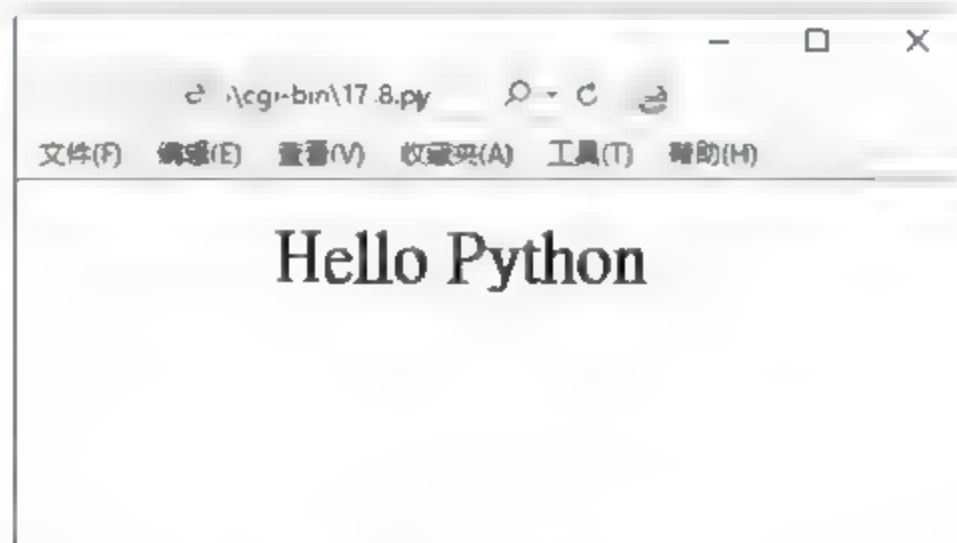 \cgi-bin\17.8.py
文件(F) 编辑(E) 查看(V) 收藏夹(A) 工具(T) 帮助(H)
Hello Python